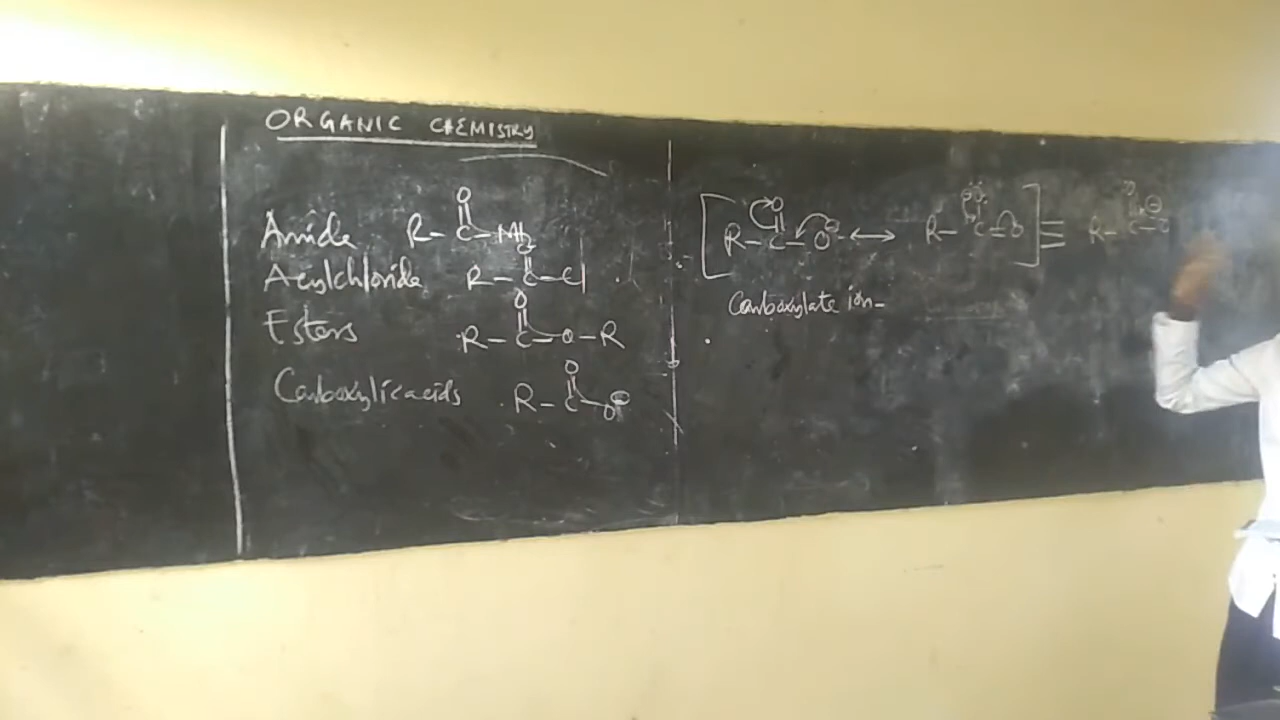 ORGANIC CHEMISTRY
O
Amide R-C-NH2
O
Acylchloride R-C-Cl
O
Esters R-C-O-R
O
Carboxylic acids R-C-O⊖
O
[R-C-O⊖ ↔ R-C-O] ≡ R-C
Carboxylate ion